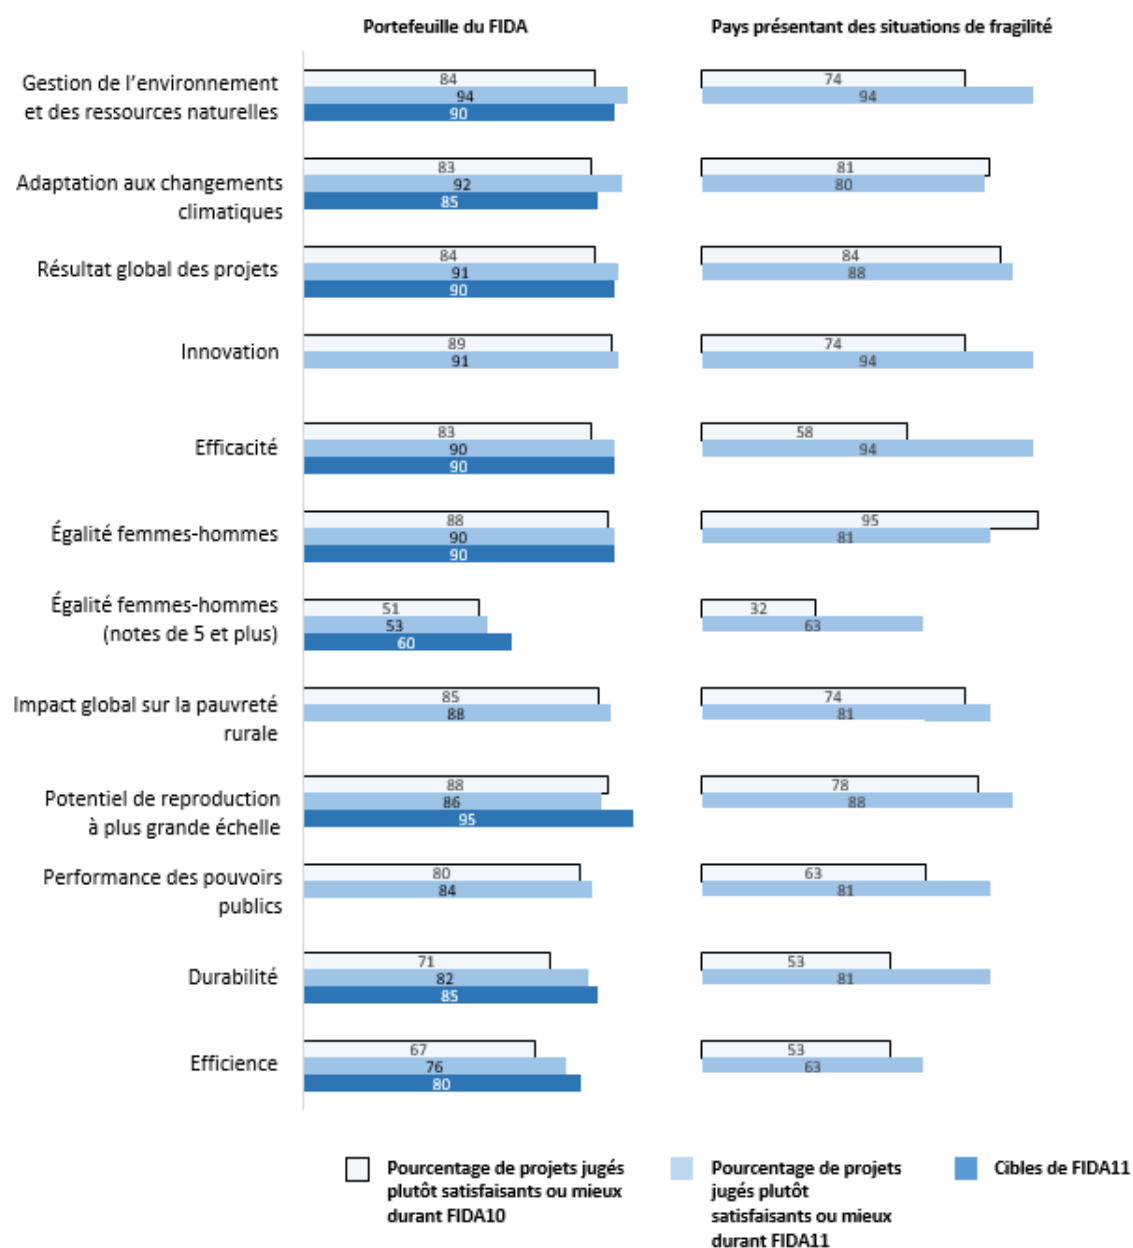 Portefeuille du FIDA
Pays présentant des situations de fragilité
Gestion de l'environnement
et des ressources naturelles
84
94
90
74
94
Adaptation aux changements
climatiques
83
92
85
81
80
Résultat global des projets
84
91
90
84
88
Innovation
89
91
74
94
Efficacité
83
90
90
58
94
Égalité femmes-hommes
88
90
90
95
81
Égalité femmes-hommes
(notes de 5 et plus)
51
53
60
32
63
Impact global sur la pauvreté
rurale
85
88
74
81
Potentiel de reproduction
à plus grande échelle
88
86
95
78
88
Performance des pouvoirs
publics
80
84
63
81
Durabilité
71
82
85
53
81
Efficience
67
76
80
53
63
Pourcentage de projets jugés
plutôt satisfaisants ou mieux
durant FIDA10
Pourcentage de projets
jugés plutôt
satisfaisants ou mieux
durant FIDA11
Cibles de FIDA11